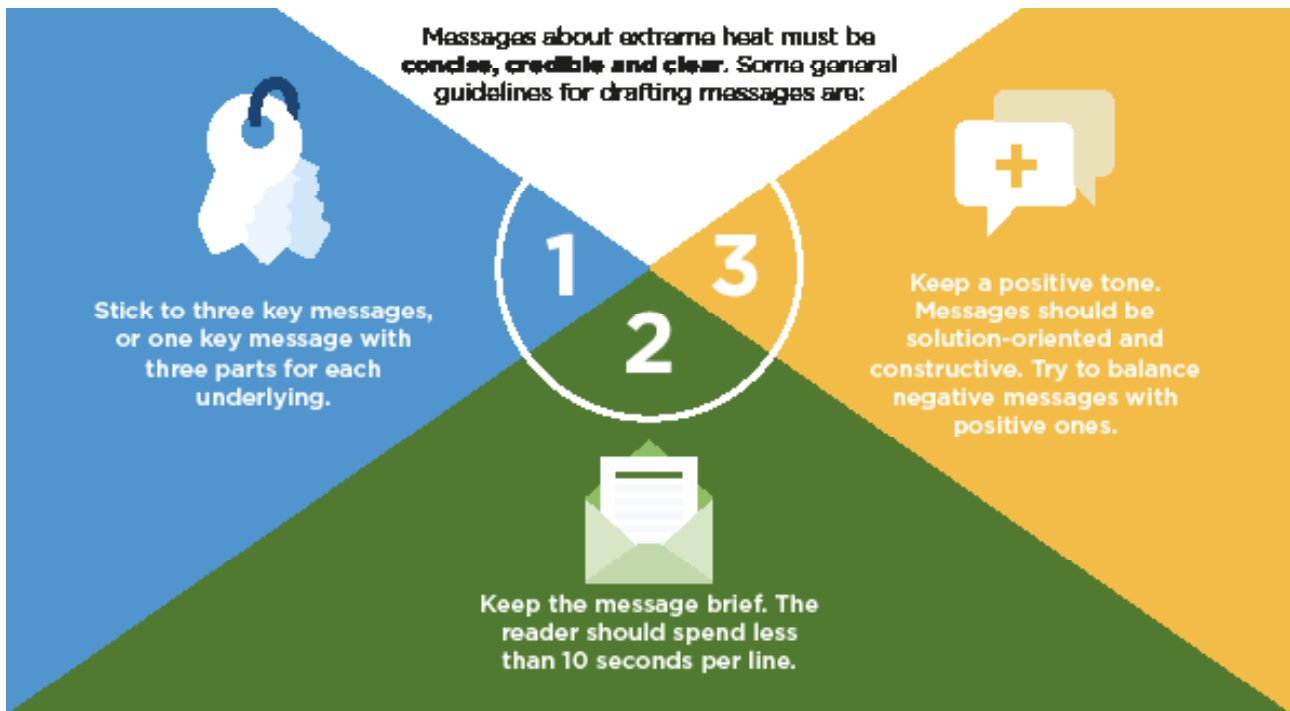 Messages about extreme heat must be
concise, credible and clear. Some general
guidelines for drafting messages are:
1
Stick to three key messages,
or one key message with
three parts for each
underlying.
2
Keep the message brief. The
reader should spend less
than 10 seconds per line.
3
Keep a positive tone.
Messages should be
solution-oriented and
constructive. Try to balance
negative messages with
positive ones.